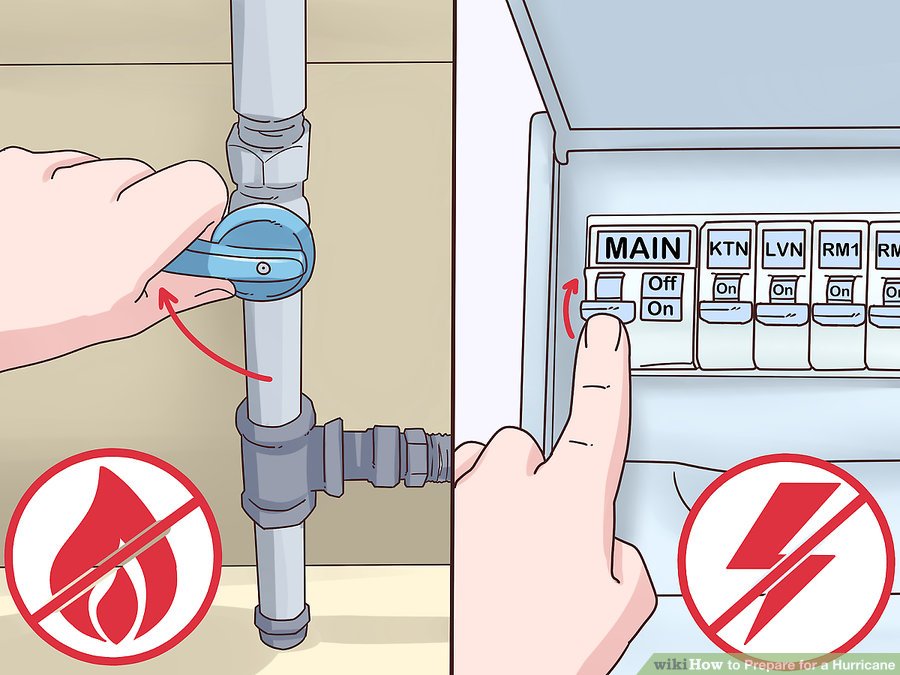 MAIN
Off
On
KTN
On
LVN
On
RM1
On
RM
On
wikiHow to Prepare for a Hurricane